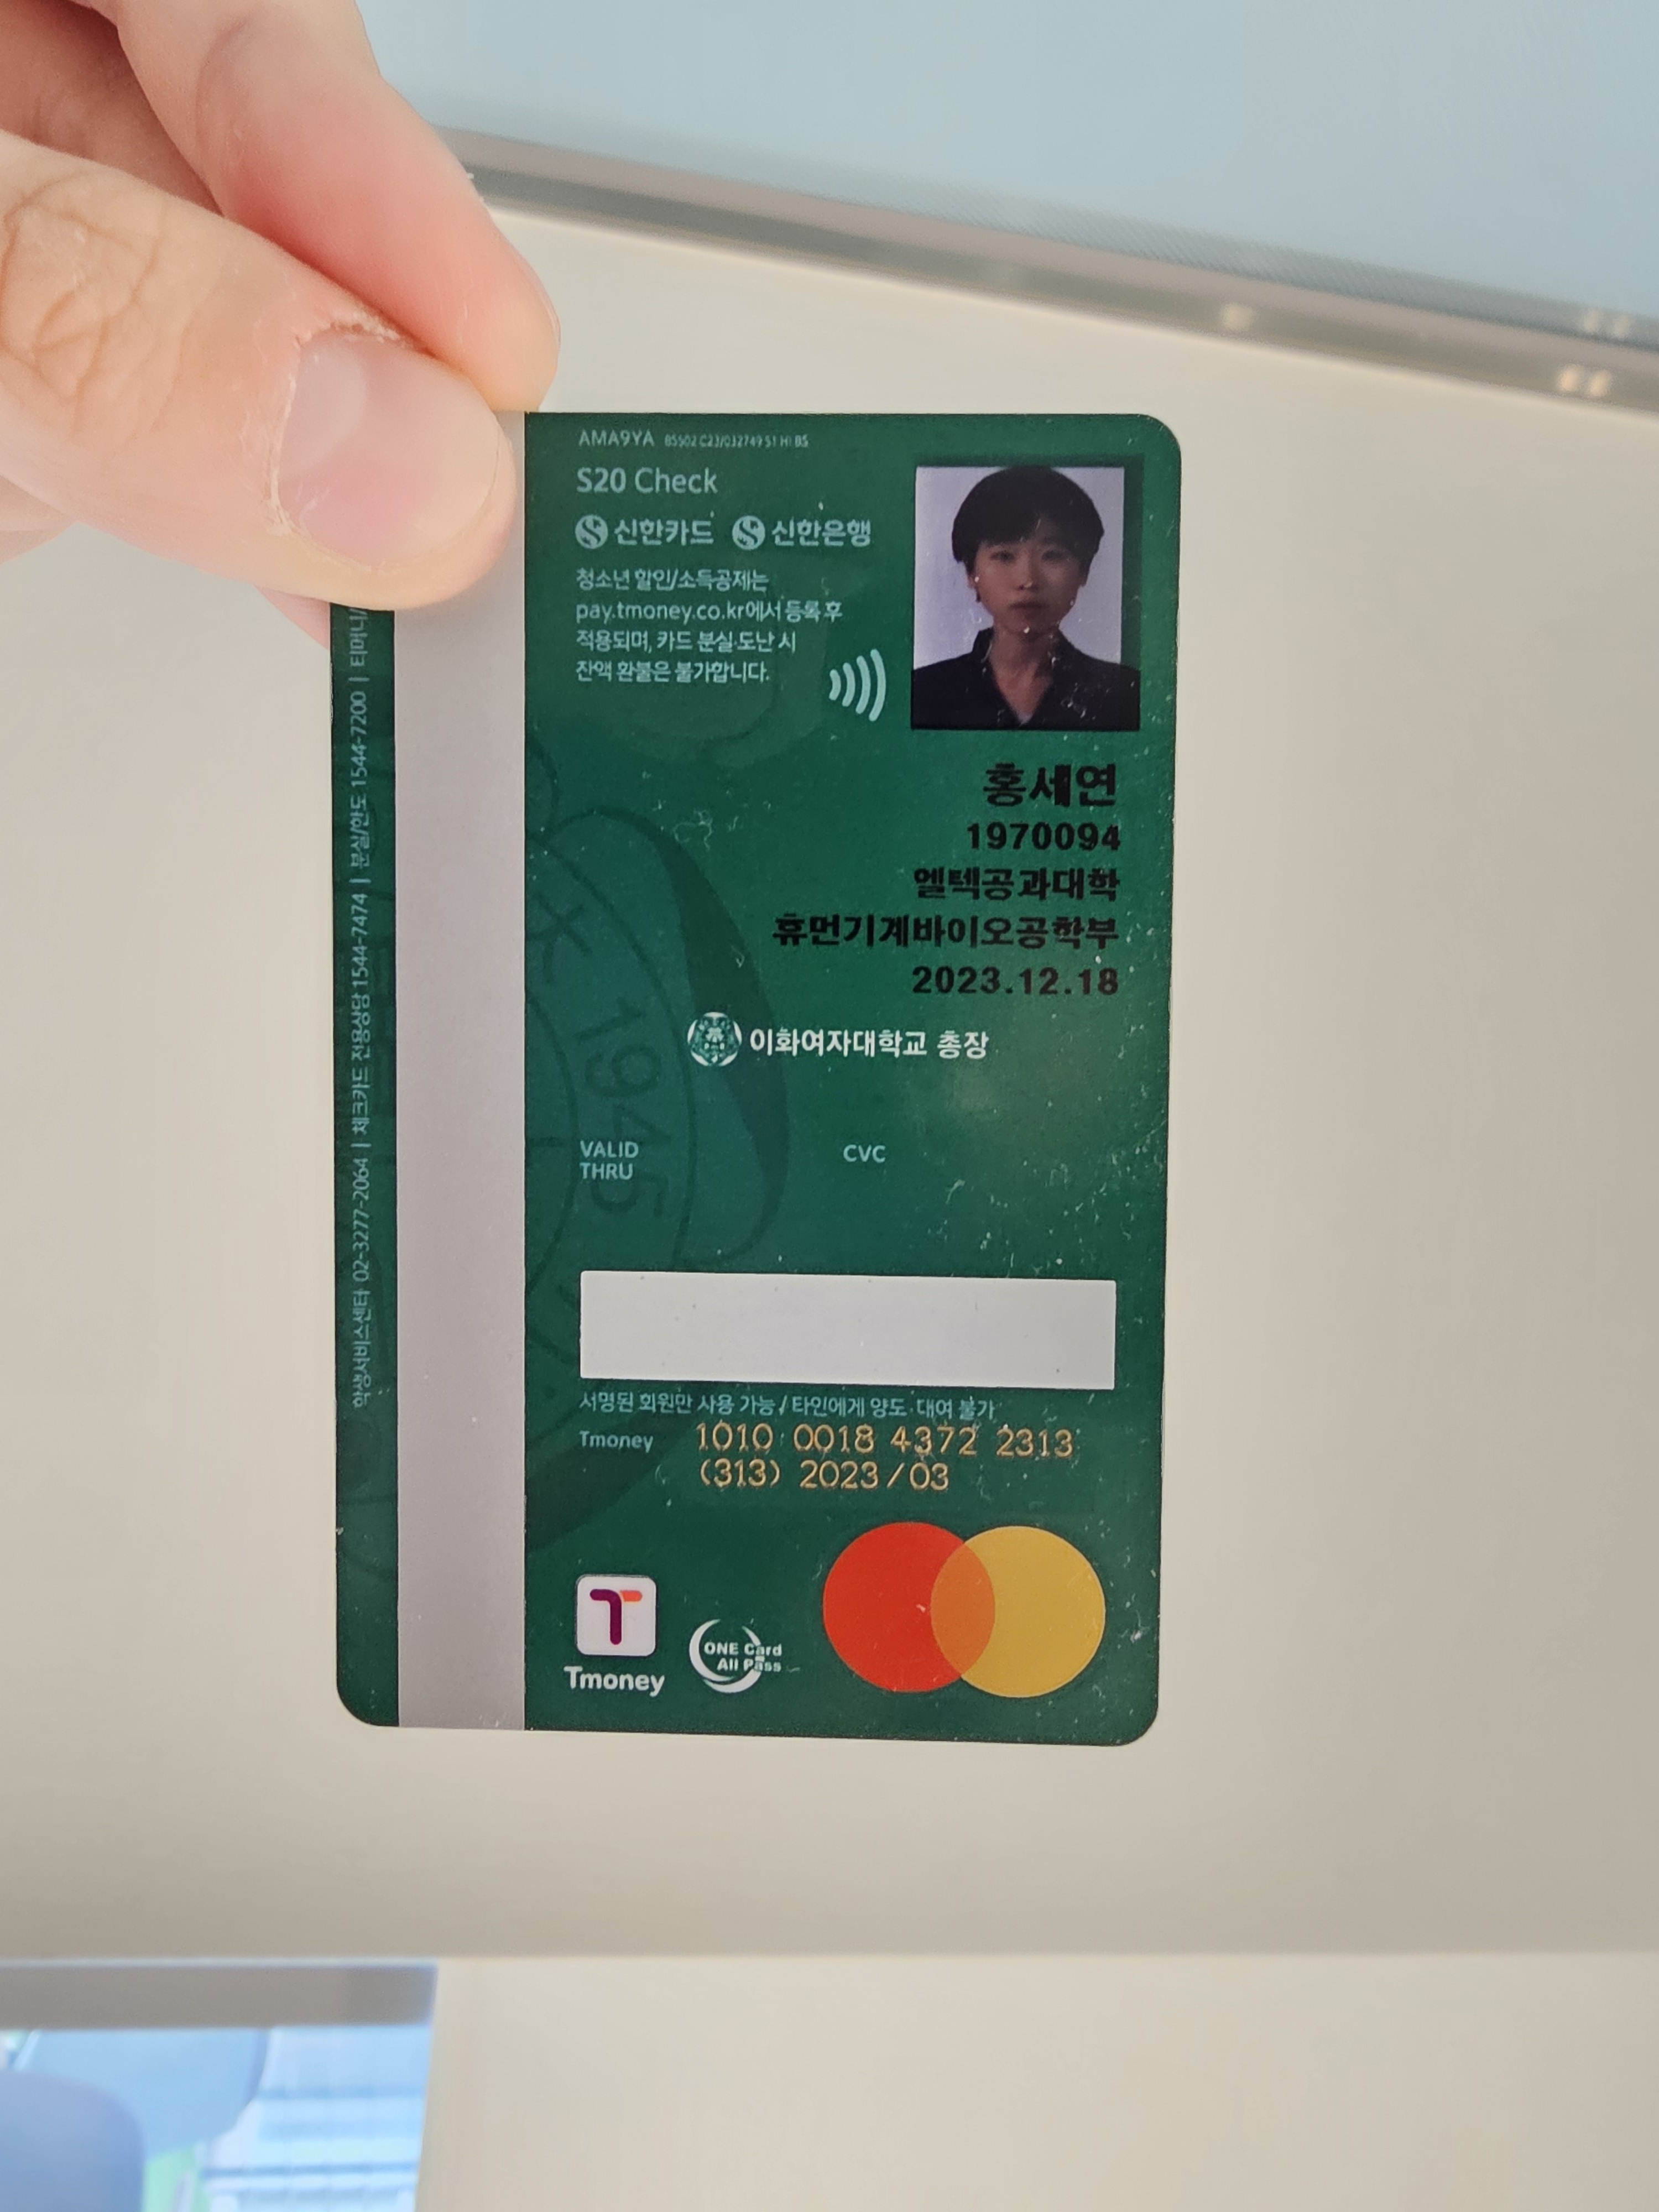 AMA9YA
S20 Check
신한카드 신한은행
청소년 할인/소득공제는
pay.tmoney.co.kr에서 등록 후
적용되며, 카드 분실·도난 시
잔액 환불은 불가합니다.
홍세연
1970094
엘텍공과대학
휴먼기계바이오공학부
2023.12.18
이화여자대학교 총장
大 1945
VALID
THRU
CVC
서명된 회원만 사용 가능 / 타인에게 양도·대여 불가
Tmoney 1010 0018 4372 2313
(313) 2023/03
T
Tmoney
ONE Card
All Pass
학생서비스센터 02-3277-2064 | 체크카드 전용상담 1544-7474 | 분실/한도 1544-7200 | 티머니/